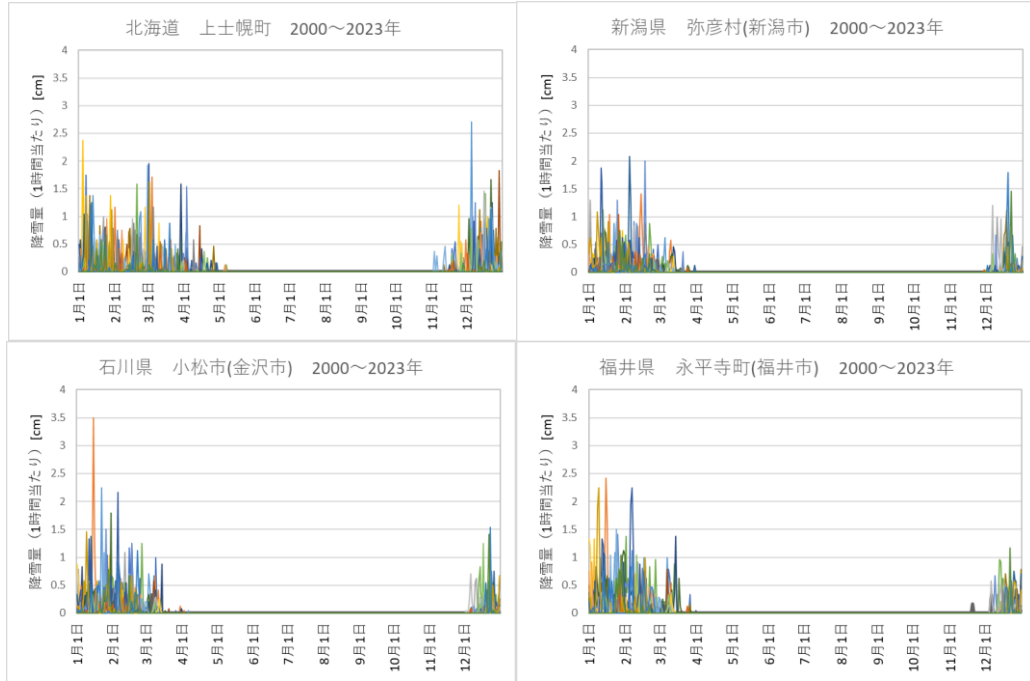 北海道　上士幌町　2000～2023年
降雪量（1時間当たり）[cm]
4
3.5
3
2.5
2
1.5
1
0.5
0
1月1日
2月1日
3月1日
4月1日
5月1日
6月1日
7月1日
8月1日
9月1日
10月1日
11月1日
12月1日
新潟県　弥彦村(新潟市)　2000～2023年
降雪量（1時間当たり）[cm]
4
3.5
3
2.5
2
1.5
1
0.5
0
1月1日
2月1日
3月1日
4月1日
5月1日
6月1日
7月1日
8月1日
9月1日
10月1日
11月1日
12月1日
石川県　小松市(金沢市)　2000～2023年
降雪量（1時間当たり）[cm]
4
3.5
3
2.5
2
1.5
1
0.5
0
1月1日
2月1日
3月1日
4月1日
5月1日
6月1日
7月1日
8月1日
9月1日
10月1日
11月1日
12月1日
福井県　永平寺町(福井市)　2000～2023年
降雪量（1時間当たり）[cm]
4
3.5
3
2.5
2
1.5
1
0.5
0
1月1日
2月1日
3月1日
4月1日
5月1日
6月1日
7月1日
8月1日
9月1日
10月1日
11月1日
12月1日